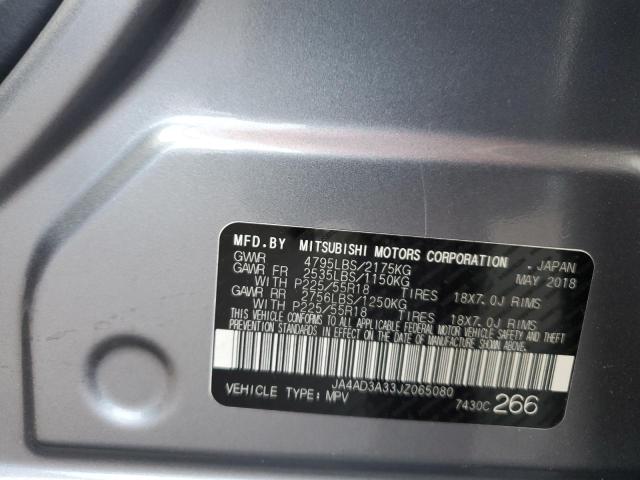 MFD.BY MITSUBISHI MOTORS CORPORATION . JAPAN
GVWR 4795LBS/2175KG MAY 2018
GAWR FR 2535LBS/1150KG
WITH P225/55R18 TIRES 18X7.0J RIMS
GAWR RR 2756LBS/1250KG
WITH P225/55R18 TIRES 18X7.0J RIMS
THIS VEHICLE CONFORMS TO ALL APPLICABLE FEDERAL MOTOR VEHICLE SAFETY AND THEFT
PREVENTION STANDARDS IN EFFECT ON THE DATE OF MANUFACTURE SHOWN ABOVE.
JA4AD3A33JZ065080
VEHICLE TYPE: MPV 7430C 266